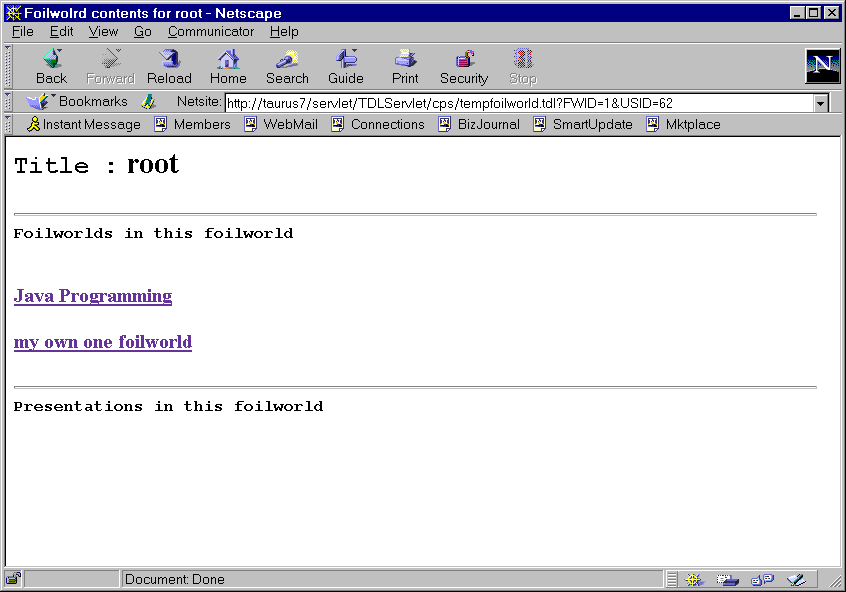 Foilwolrd contents for root - Netscape
File Edit View Go Communicator Help
Back Forward Reload Home Search Guide Print Security Stop
N
Bookmarks Netsite: http://taurus7/servlet/TDLServlet/cps/tempfoilworld.tdl?FWID=1&USID=62
Instant Message Members WebMail Connections BizJournal SmartUpdate Mktplace
Title : root
Foilworlds in this foilworld
Java Programming
my own one foilworld
Presentations in this foilworld
Document: Done